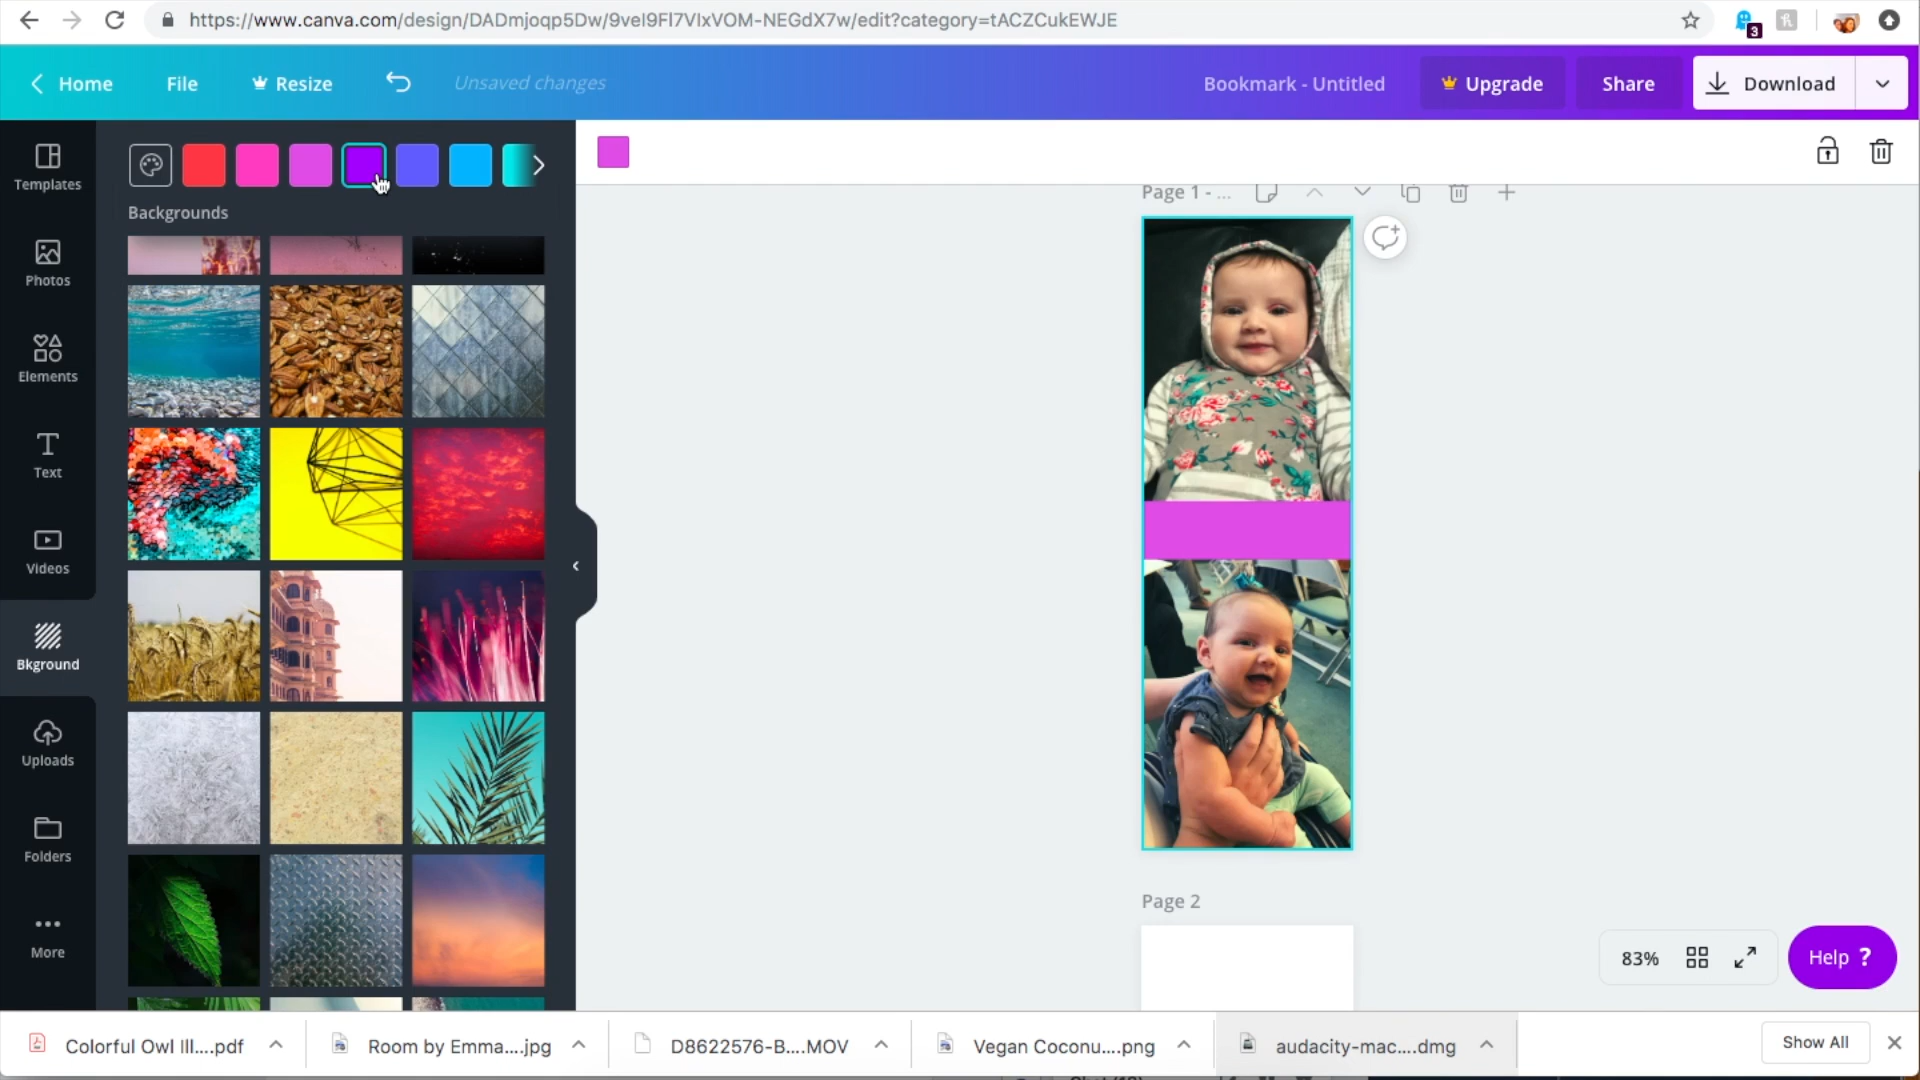 https://www.canva.com/design/DADmjoqp5Dw/9vel9Fl7VIxVOM-NEGdX7w/edit?category=tACZCukEWJE
3
Home
File
Resize
Unsaved changes
Bookmark - Untitled
Upgrade
Share
Download
Templates
Photos
Elements
Text
Videos
Bkground
Uploads
Folders
More
Backgrounds
Page 1 - ...
Page 2
83%
Help ?
Colorful Owl Ill....pdf
Room by Emma....jpg
D8622576-B....MOV
Vegan Coconu....png
audacity-mac....dmg
Show All